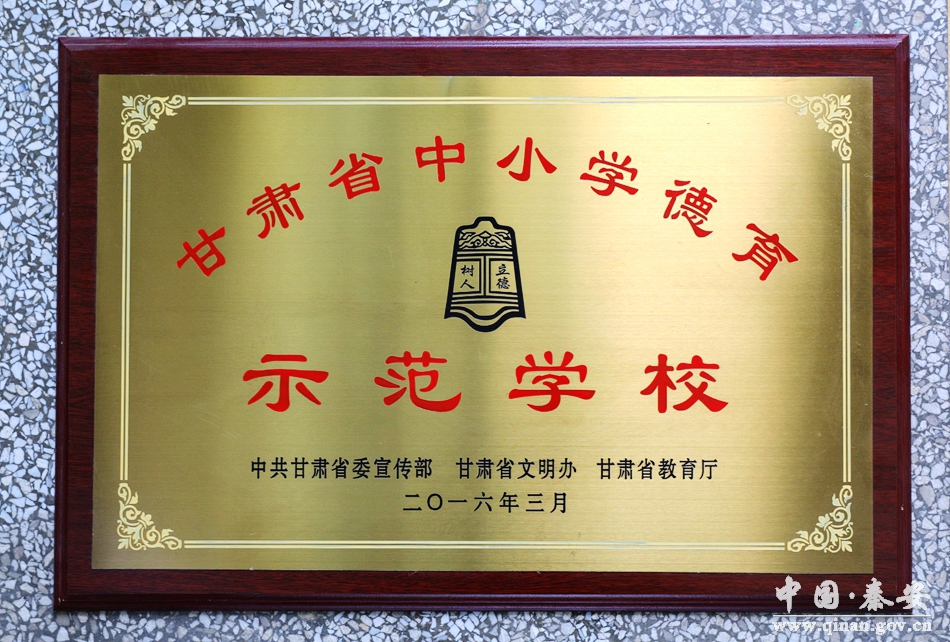 甘肃省中小学德育
立德
树人
示范学校
中共甘肃省委宣传部 甘肃省文明办 甘肃省教育厅
二〇一六年三月
中国·秦安
www.qinan.gov.cn